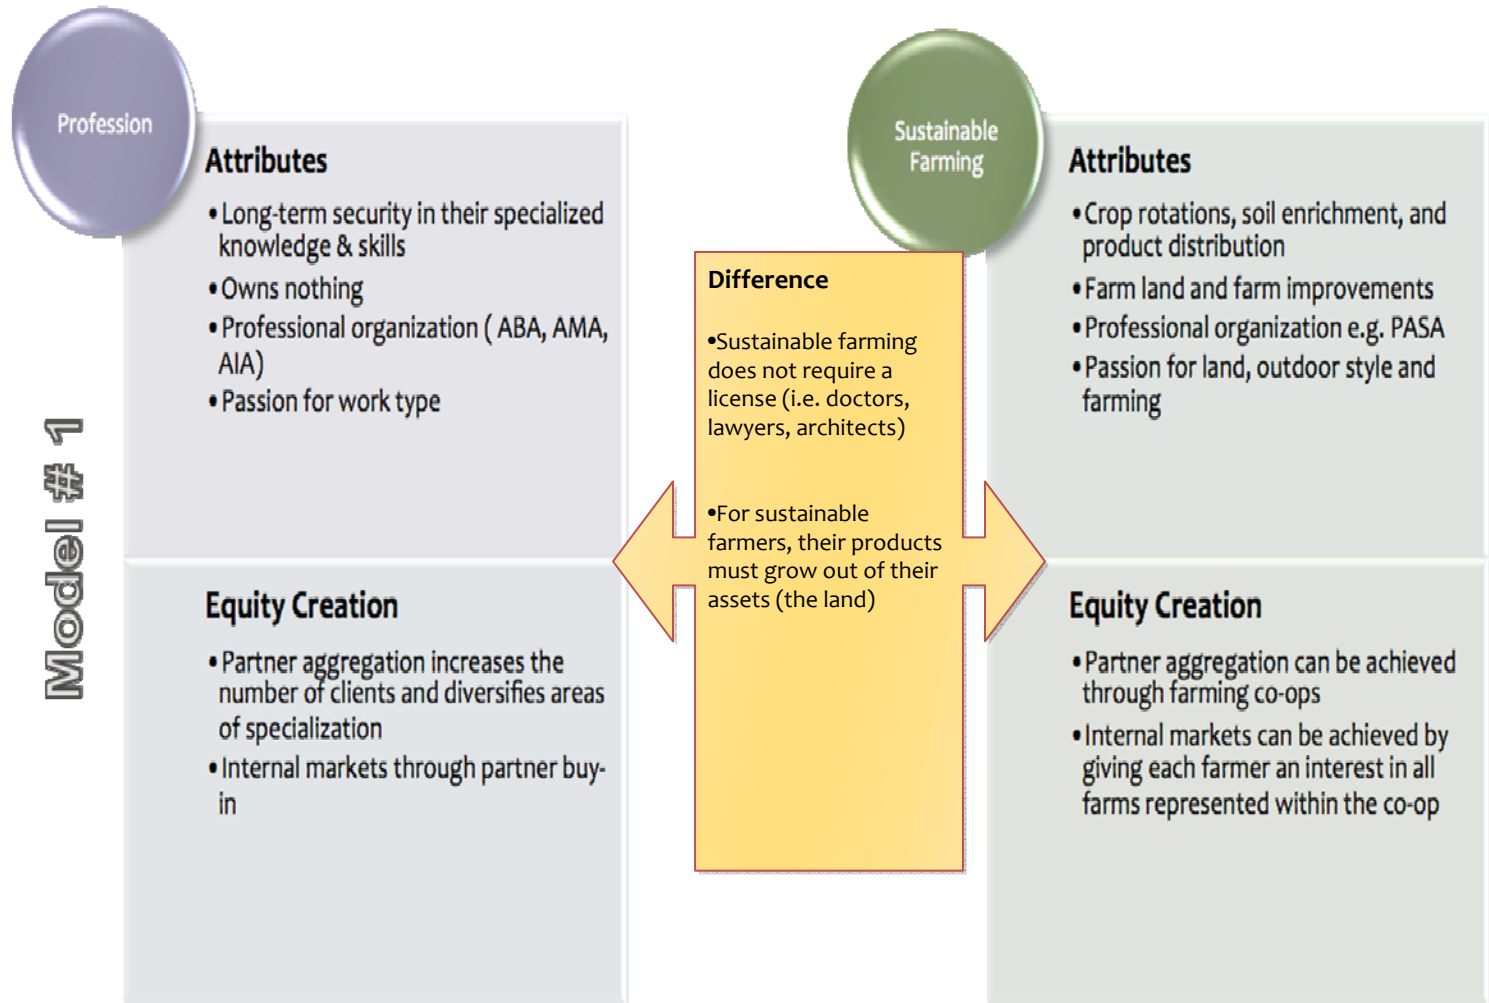 Model # 1
Profession
Attributes
• Long-term security in their specialized
knowledge & skills
• Owns nothing
• Professional organization ( ABA, AMA,
AIA)
• Passion for work type
Equity Creation
• Partner aggregation increases the
number of clients and diversifies areas
of specialization
• Internal markets through partner buy-
in
Difference
•Sustainable farming
does not require a
license (i.e. doctors,
lawyers, architects)
•For sustainable
farmers, their products
must grow out of their
assets (the land)
Sustainable
Farming
Attributes
• Crop rotations, soil enrichment, and
product distribution
• Farm land and farm improvements
• Professional organization e.g. PASA
• Passion for land, outdoor style and
farming
Equity Creation
• Partner aggregation can be achieved
through farming co-ops
• Internal markets can be achieved by
giving each farmer an interest in all
farms represented within the co-op